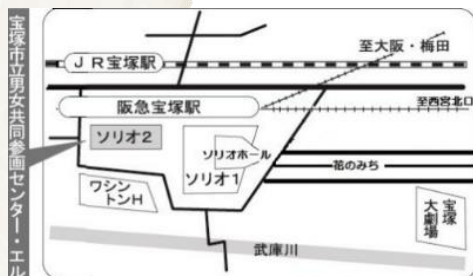 宝塚市立男女共同参画センター・エル
JR宝塚駅
至大阪・梅田
阪急宝塚駅
至西宮北口
ソリオ2
ソリオホール
ソリオ1
花のみち
ワシントンH
宝塚大劇場
武庫川